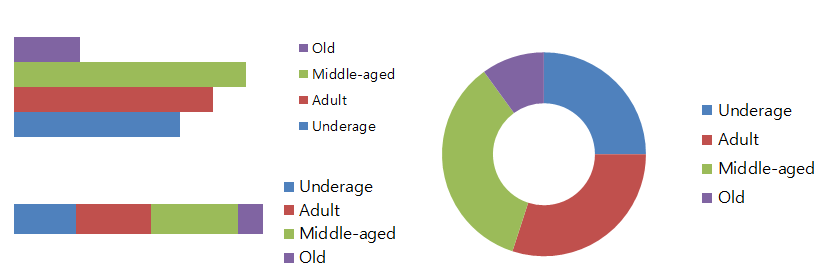 Old
Middle-aged
Adult
Underage
Underage
Adult
Middle-aged
Old
Underage
Adult
Middle-aged
Old